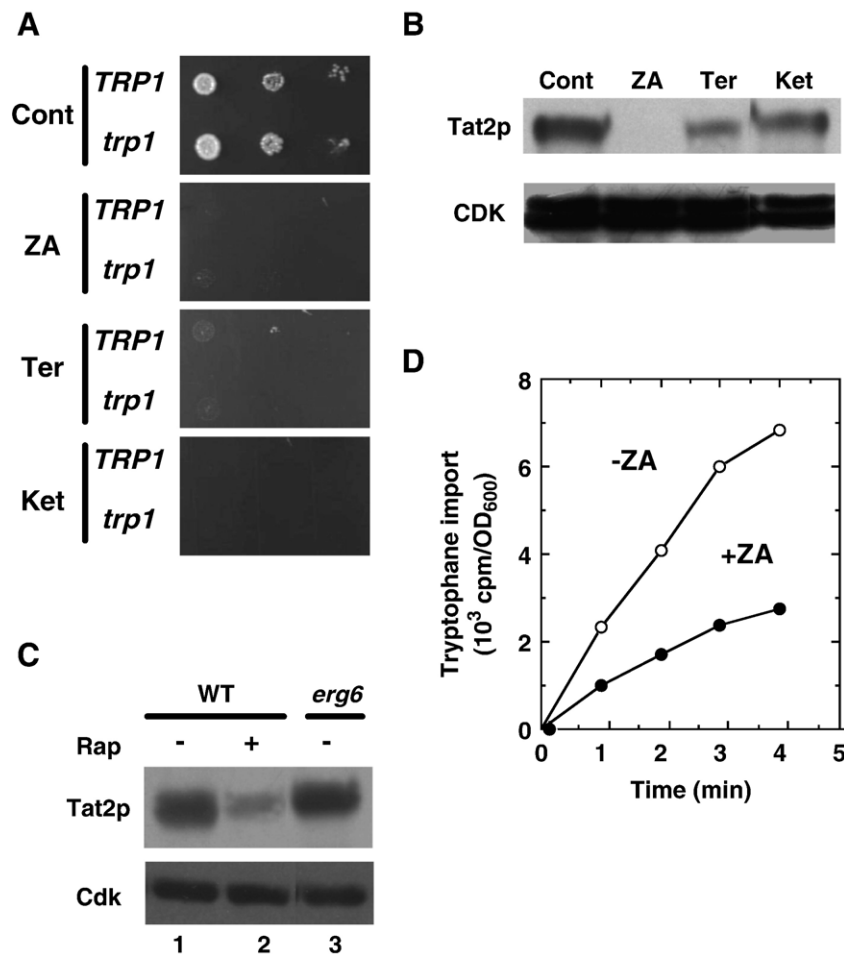 A
Cont
TRP1
trp1
ZA
TRP1
trp1
Ter
TRP1
trp1
Ket
TRP1
trp1
B
Cont ZA Ter Ket
Tat2p
CDK
C
WT erg6
Rap - + -
Tat2p
Cdk
1 2 3
D
Tryptophane import
(10³ cpm/OD₆₀₀)
8
6
4
2
0
-ZA
+ZA
0 1 2 3 4 5
Time (min)